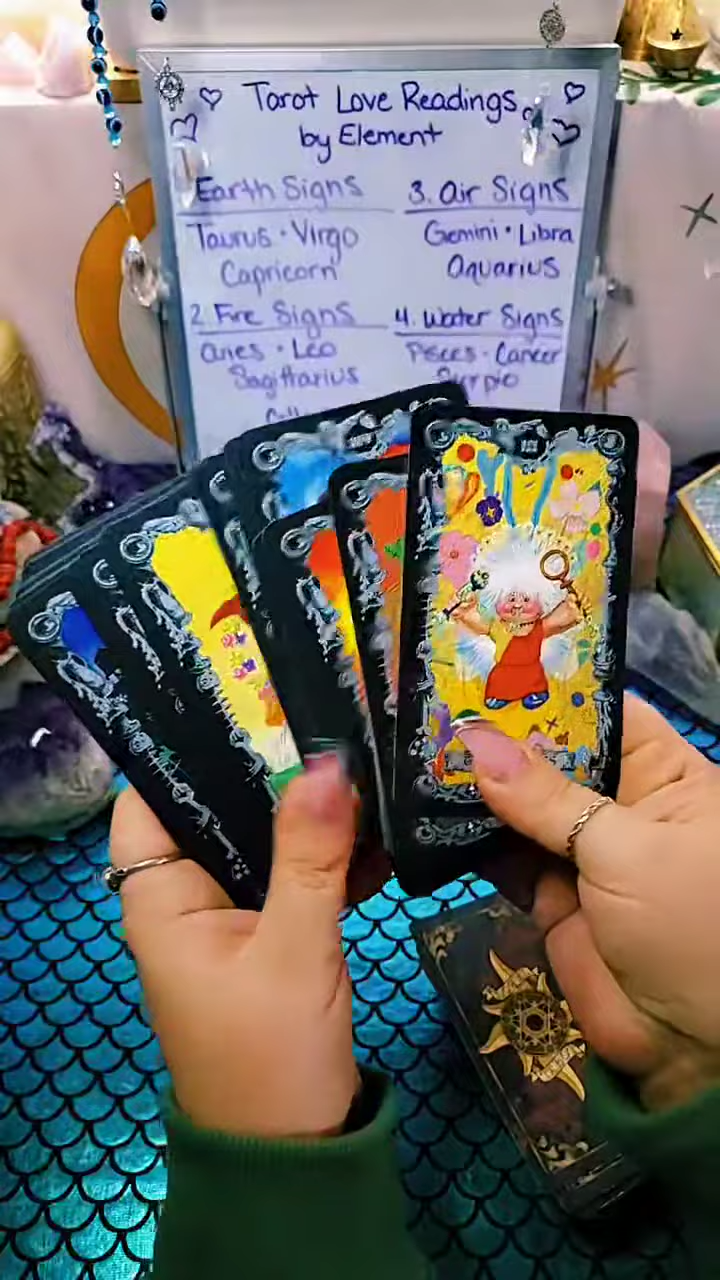 Tarot Love Readings
by Element
Earth Signs
Taurus • Virgo
Capricorn
2. Fire Signs
Aries • Leo
Sagittarius
3. Air Signs
Gemini • Libra
Aquarius
4. Water Signs
Pisces • Cancer